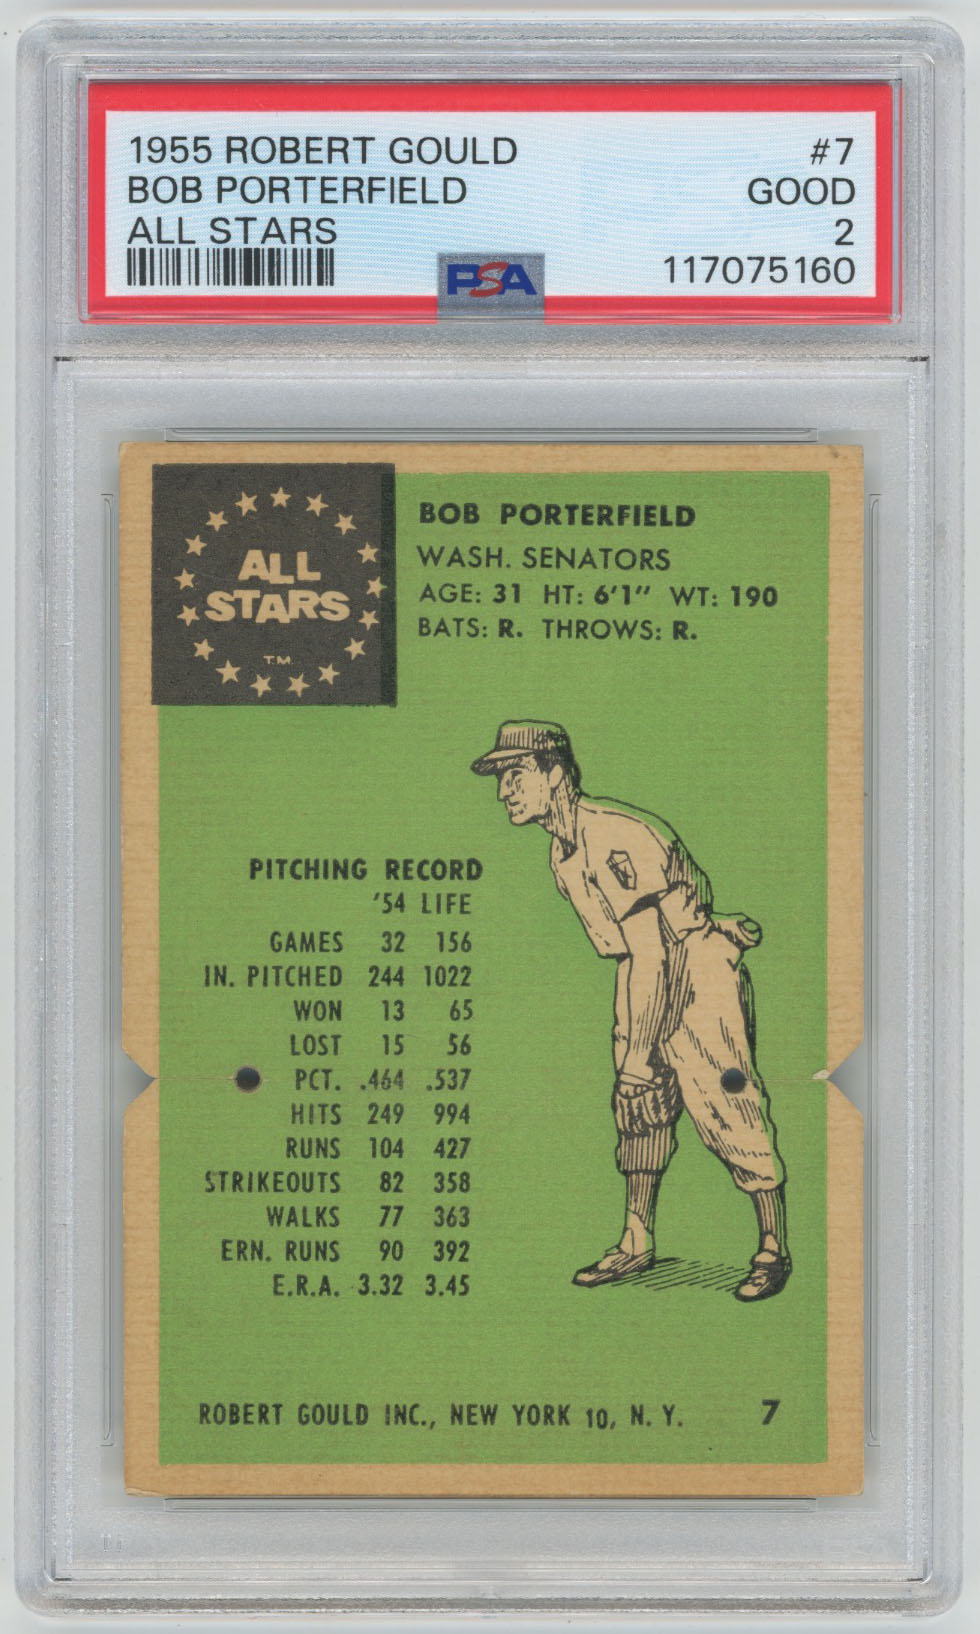 1955 ROBERT GOULD #7
BOB PORTERFIELD GOOD
ALL STARS 2
PSA 117075160
ALL
STARS
T.M.
BOB PORTERFIELD
WASH. SENATORS
AGE: 31 HT: 6'1" WT: 190
BATS: R. THROWS: R.
PITCHING RECORD
'54 LIFE
GAMES 32 156
IN. PITCHED 244 1022
WON 13 65
LOST 15 56
PCT. .464 .537
HITS 249 994
RUNS 104 427
STRIKEOUTS 82 358
WALKS 77 363
ERN. RUNS 90 392
E.R.A. 3.32 3.45
ROBERT GOULD INC., NEW YORK 10, N. Y. 7